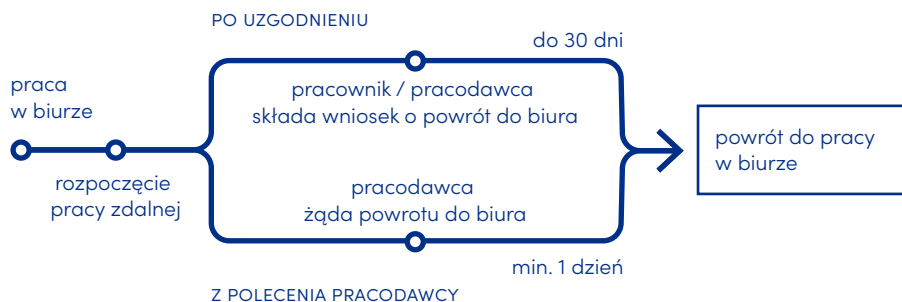 PO UZGODNIENIU
do 30 dni
praca
w biurze
pracownik / pracodawca
składa wniosek o powrót do biura
powrót do pracy
w biurze
rozpoczęcie
pracy zdalnej
pracodawca
żąda powrotu do biura
min. 1 dzień
Z POLECENIA PRACODAWCY